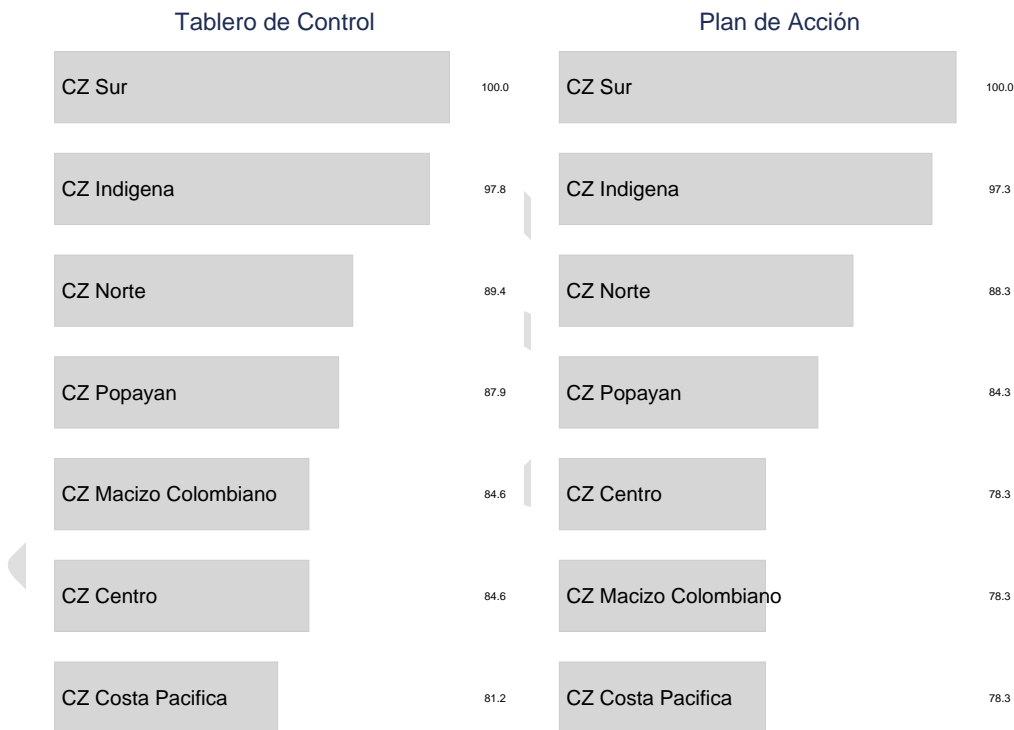 Tablero de Control
CZ Sur 100.0
CZ Indigena 97.8
CZ Norte 89.4
CZ Popayan 87.9
CZ Macizo Colombiano 84.6
CZ Centro 84.6
CZ Costa Pacifica 81.2
Plan de Acción
CZ Sur 100.0
CZ Indigena 97.3
CZ Norte 88.3
CZ Popayan 84.3
CZ Centro 78.3
CZ Macizo Colombiano 78.3
CZ Costa Pacifica 78.3